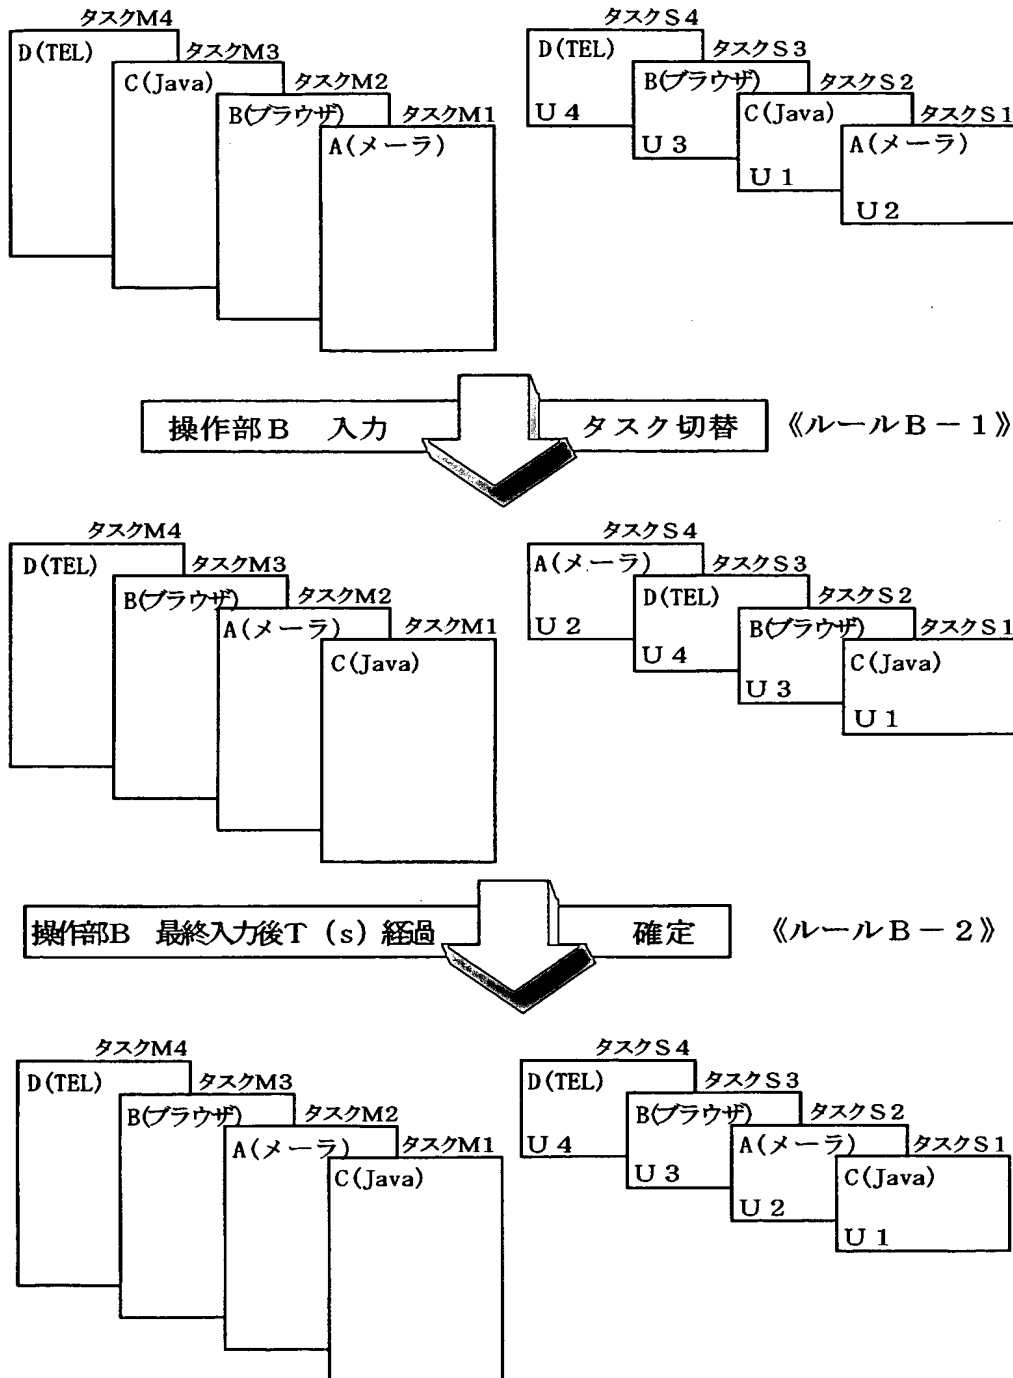 タスクM4
D(TEL)
タスクM3
C(Java)
タスクM2
B(ブラウザ)
タスクM1
A(メーラ)
タスクS4
D(TEL)
U4
タスクS3
B(ブラウザ)
U3
タスクS2
C(Java)
U1
タスクS1
A(メーラ)
U2
操作部B 入力 タスク切替 《ルールB-1》
タスクM4
D(TEL)
タスクM3
B(ブラウザ)
タスクM2
A(メーラ)
タスクM1
C(Java)
タスクS4
A(メーラ)
U2
タスクS3
D(TEL)
U4
タスクS2
B(ブラウザ)
U3
タスクS1
C(Java)
U1
操作部B 最終入力後T(s)経過 確定 《ルールB-2》
タスクM4
D(TEL)
タスクM3
B(ブラウザ)
タスクM2
A(メーラ)
タスクM1
C(Java)
タスクS4
D(TEL)
U4
タスクS3
B(ブラウザ)
U3
タスクS2
A(メーラ)
U2
タスクS1
C(Java)
U1